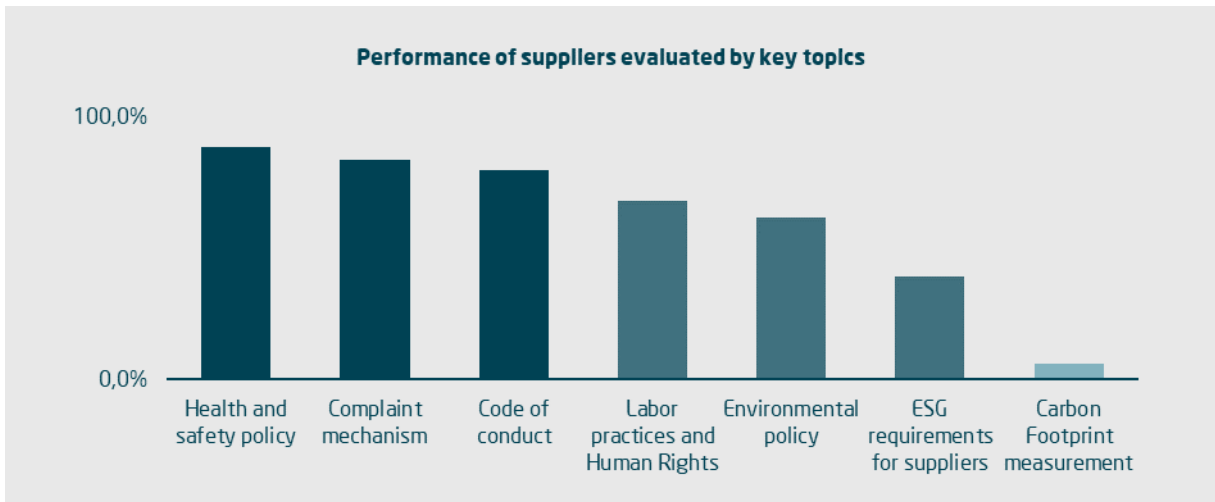 Performance of suppliers evaluated by key topics
100,0%
0,0%
Health and
safety policy
Complaint
mechanism
Code of
conduct
Labor
practices and
Human Rights
Environmental
policy
ESG
requirements
for suppliers
Carbon
Footprint
measurement